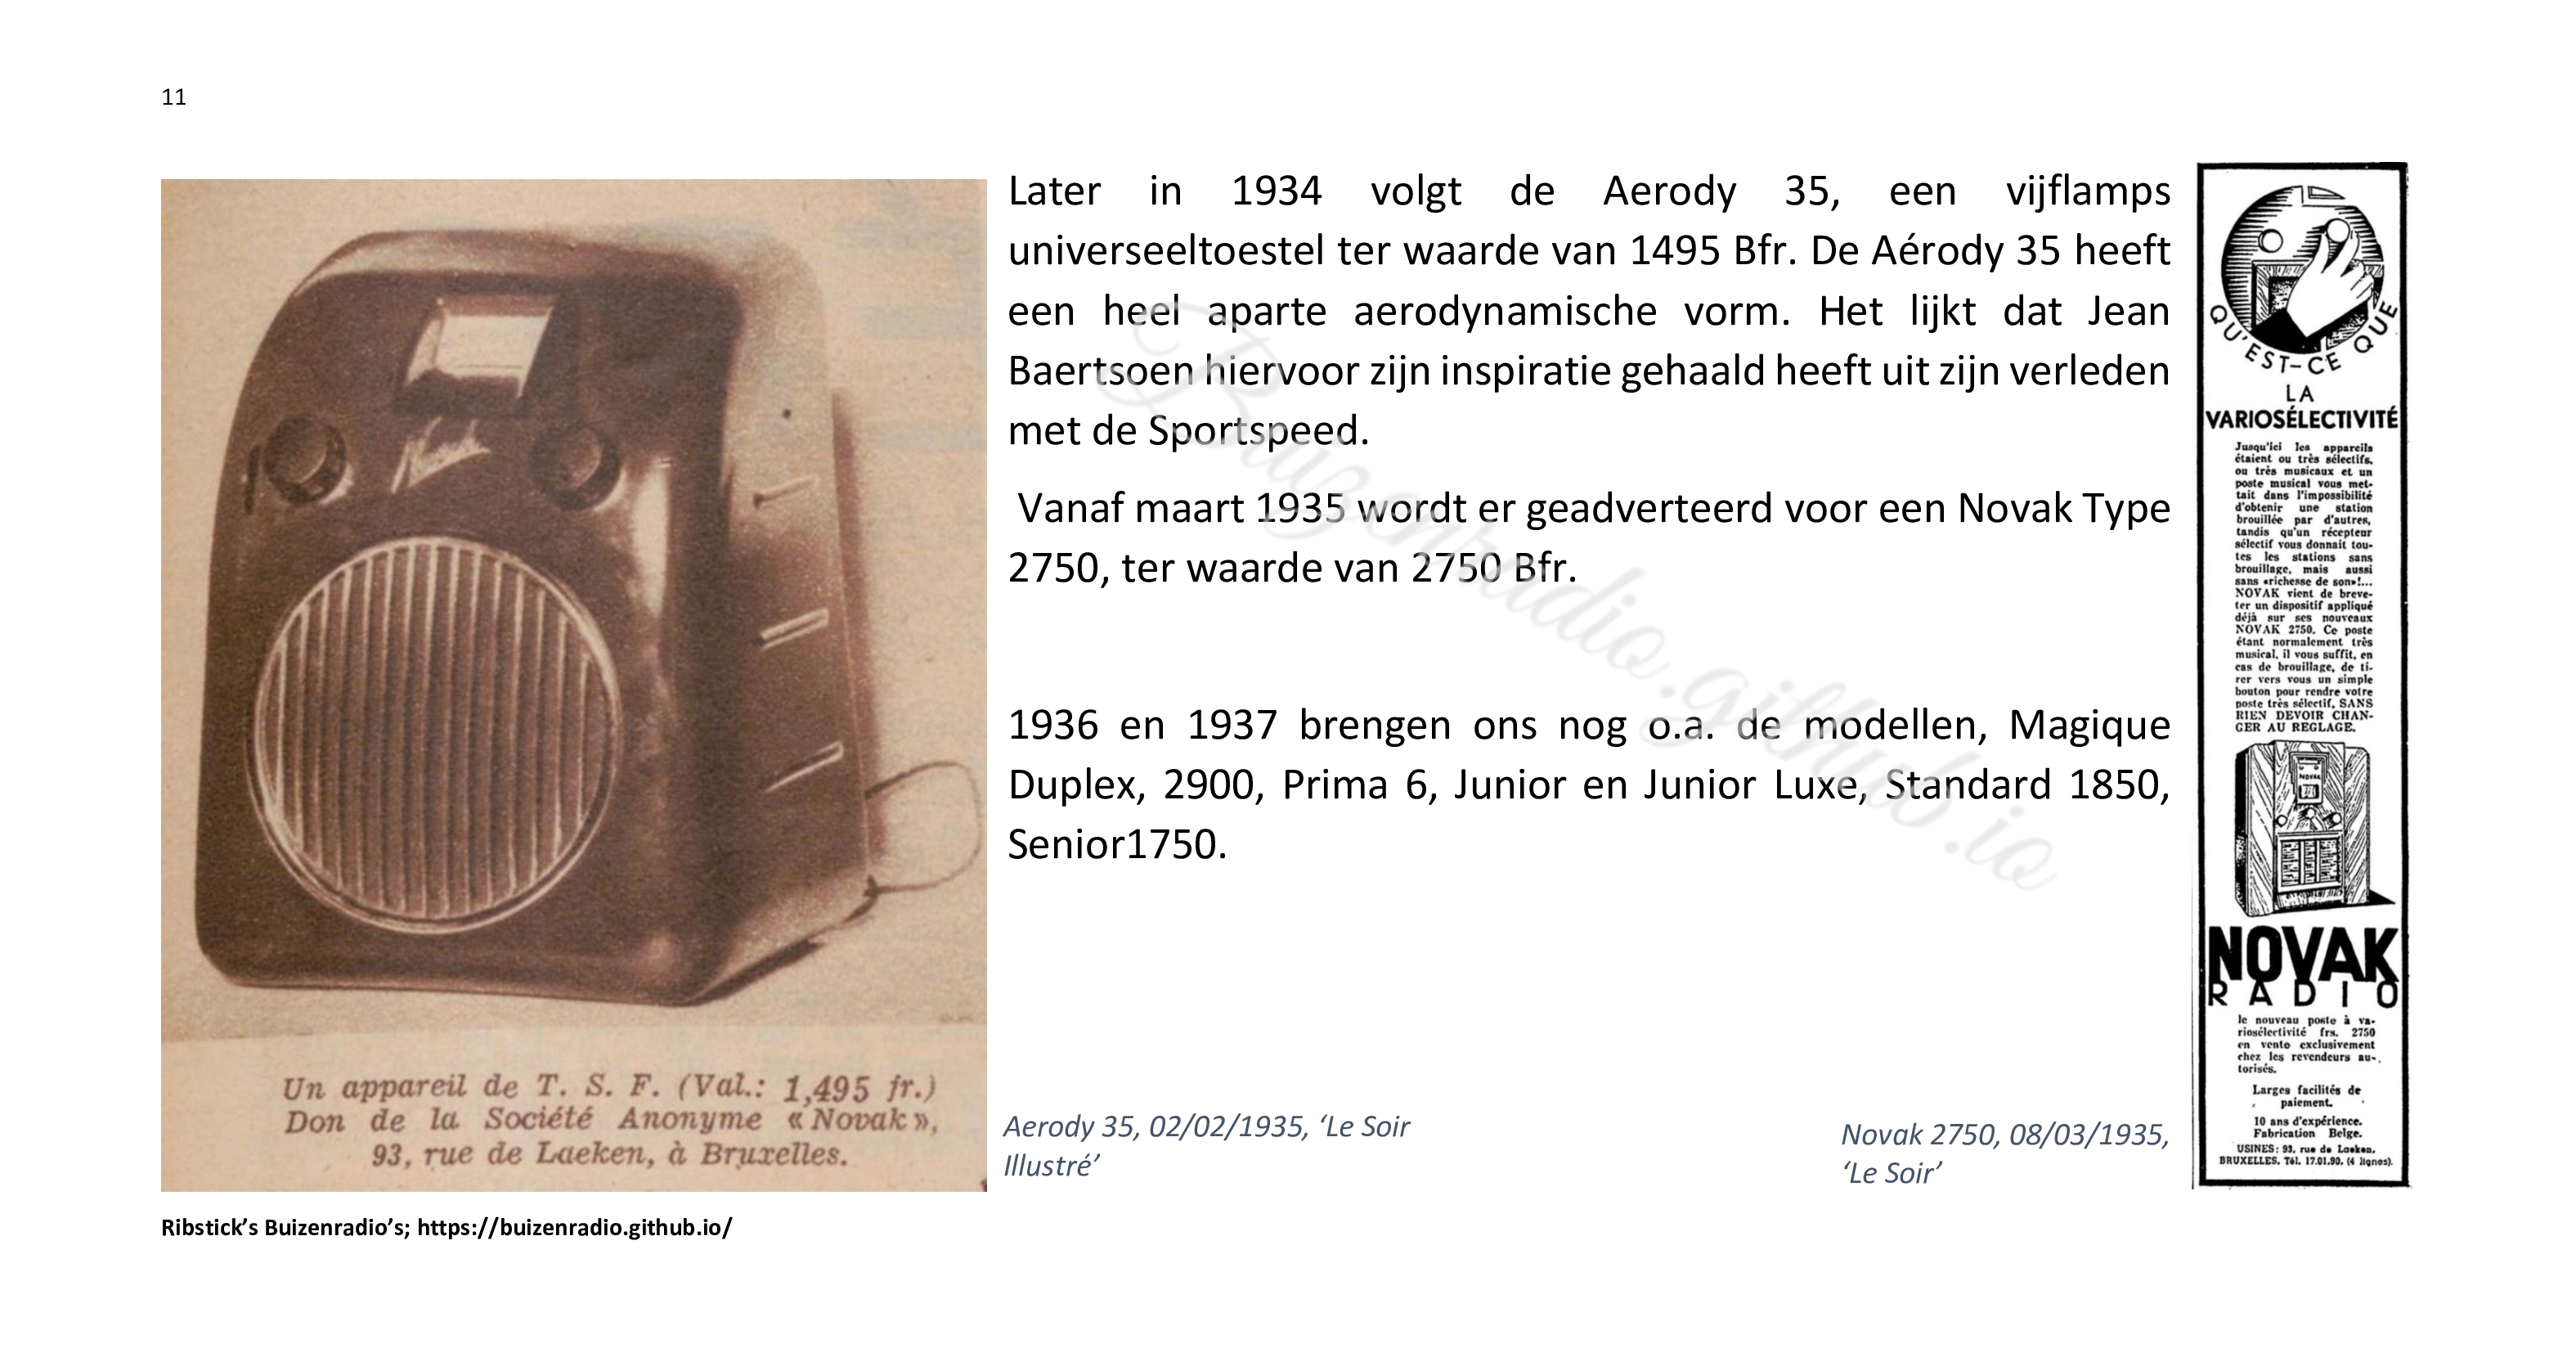 11
Later in 1934 volgt de Aerody 35, een vijflamps
universeeltoestel ter waarde van 1495 Bfr. De Aérody 35 heeft
een heel aparte aerodynamische vorm. Het lijkt dat Jean
Baertsoen hiervoor zijn inspiratie gehaald heeft uit zijn verleden
met de Sportspeed.
Vanaf maart 1935 wordt er geadverteerd voor een Novak Type
2750, ter waarde van 2750 Bfr.
1936 en 1937 brengen ons nog o.a. de modellen, Magique
Duplex, 2900, Prima 6, Junior en Junior Luxe, Standard 1850,
Senior1750.
Buizenradio.github.io
Novak
Un appareil de T. S. F. (Val.: 1,495 fr.)
Don de la Société Anonyme « Novak »,
93, rue de Laeken, à Bruxelles.
Aerody 35, 02/02/1935, ‘Le Soir
Illustré’
Novak 2750, 08/03/1935,
‘Le Soir’
QU'EST-CE QUE
LA
VARIOSÉLECTIVITÉ
Jusqu'ici les appareils
étaient ou très sélectifs,
ou très musicaux et un
poste musical vous met-
tait dans l'impossibilité
d'obtenir une station
brouillée par d'autres,
tandis qu'un récepteur
sélectif vous donnait tou-
tes les stations sans
brouillage, mais aussi
sans «richesse de son»!...
NOVAK vient de breve-
ter un dispositif appliqué
déjà sur ses nouveaux
NOVAK 2750. Ce poste
étant normalement très
musical, il vous suffit, en
cas de brouillage, de ti-
rer vers vous un simple
bouton pour rendre votre
poste très sélectif, SANS
RIEN DEVOIR CHAN-
GER AU REGLAGE.
NOVAK
NOVAK
RADIO
le nouveau poste à va-
riosélectivité frs. 2750
en vente exclusivement
chez les revendeurs au-
torisés.
Larges facilités de
paiement.
10 ans d'expérience.
Fabrication Belge.
USINES: 93, rue de Laeken,
BRUXELLES. Tél. 17.01.90. (4 lignes).
Ribstick’s Buizenradio’s; https://buizenradio.github.io/